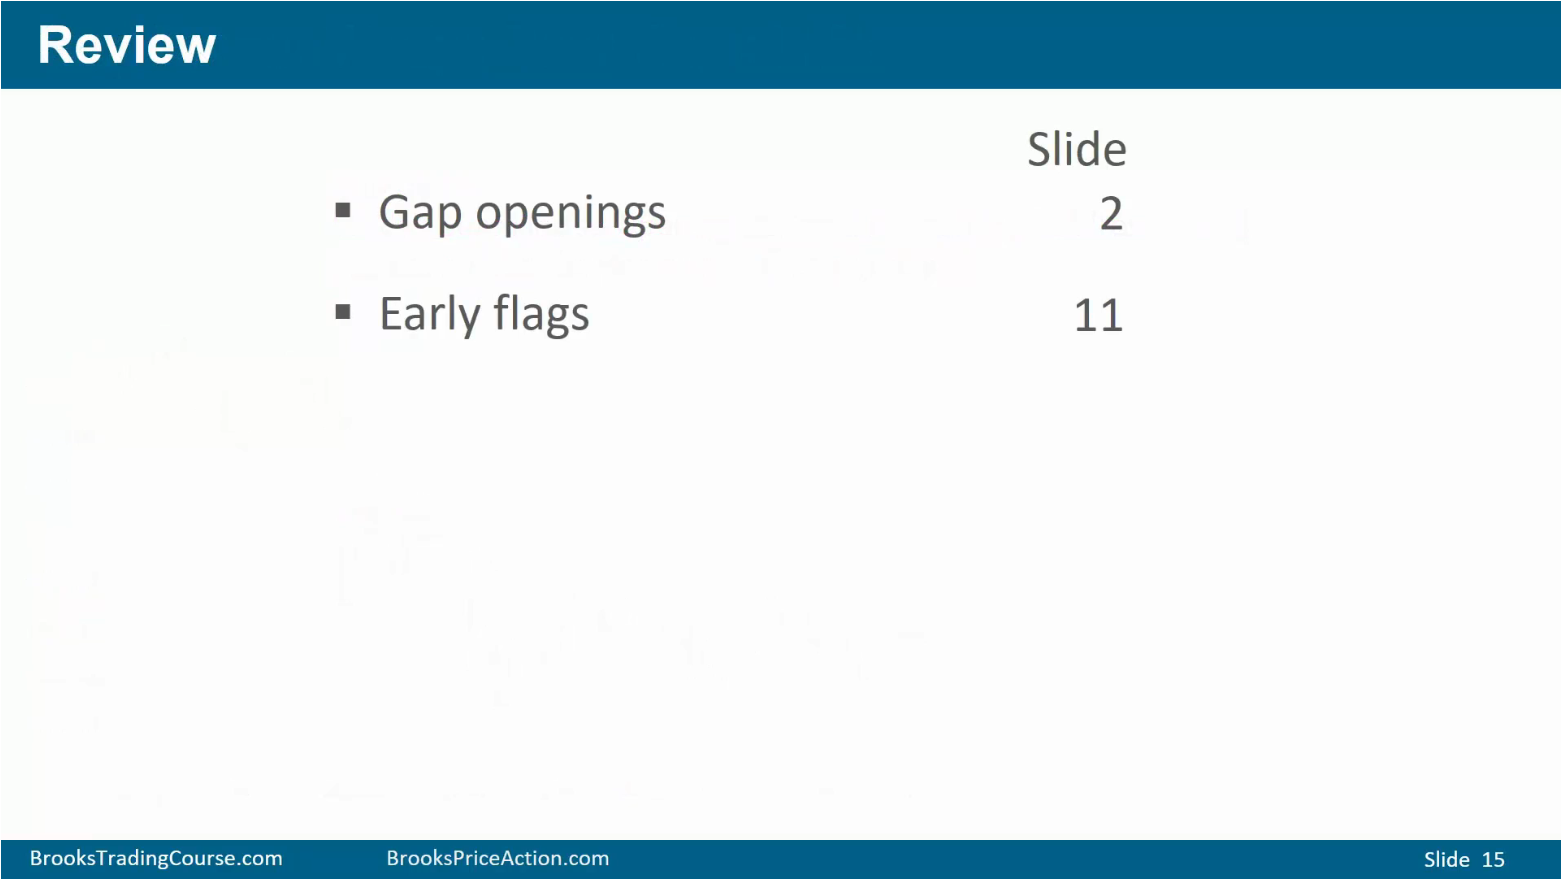 Review
Slide
▪ Gap openings 2
▪ Early flags 11
BrooksTradingCourse.com BrooksPriceAction.com Slide 15